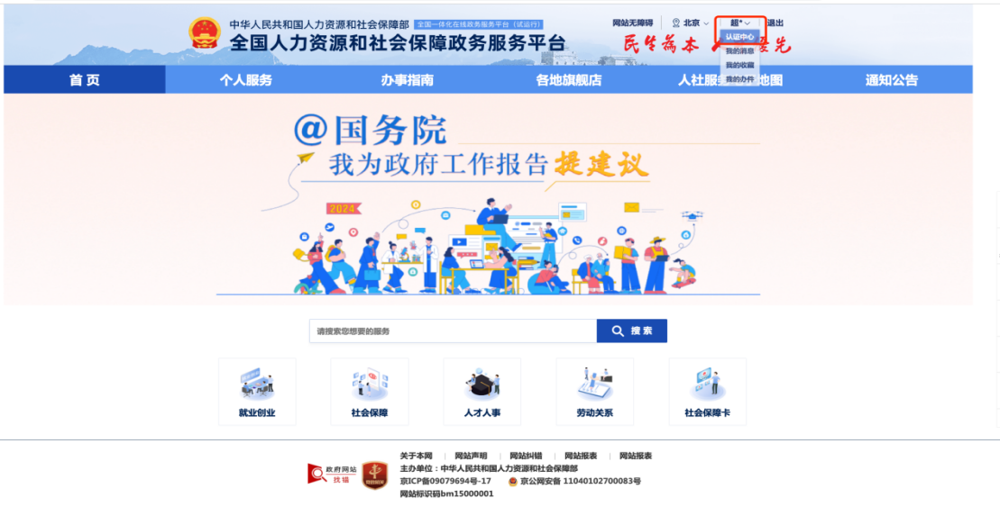 中华人民共和国人力资源和社会保障部 全国一体化在线政务服务平台（试运行）
网站无障碍 北京 超* 退出
全国人力资源和社会保障政务服务平台
民生为本
认证中心
我的消息
我的收藏
我的办件
首页 个人服务 办事指南 各地旗舰店 人社服 地图 通知公告
@国务院
我为政府工作报告提建议
2024
请搜索您想要的服务 搜索
就业创业 社会保障 人才人事 劳动关系 社会保障卡
关于本网 网站声明 网站纠错 网站报表 网站报表
政府网站
找错
主办单位：中华人民共和国人力资源和社会保障部
京ICP备09079694号-17 京公网安备 11040102700083号
网站标识码bm15000001